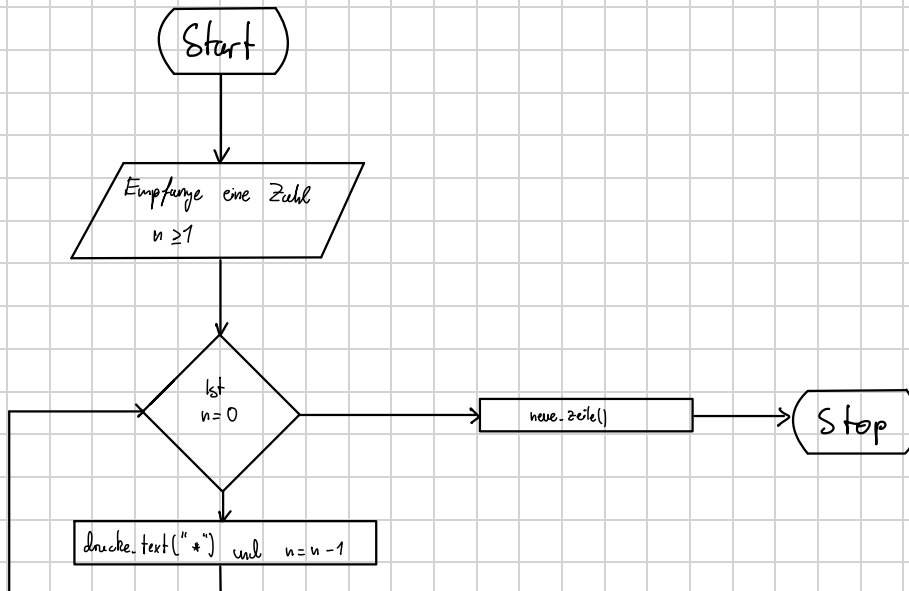 Start
Empfange eine Zahl
n ≥1
Ist
n=0
neue_zeile()
Stop
drucke_text("*") und n=n-1